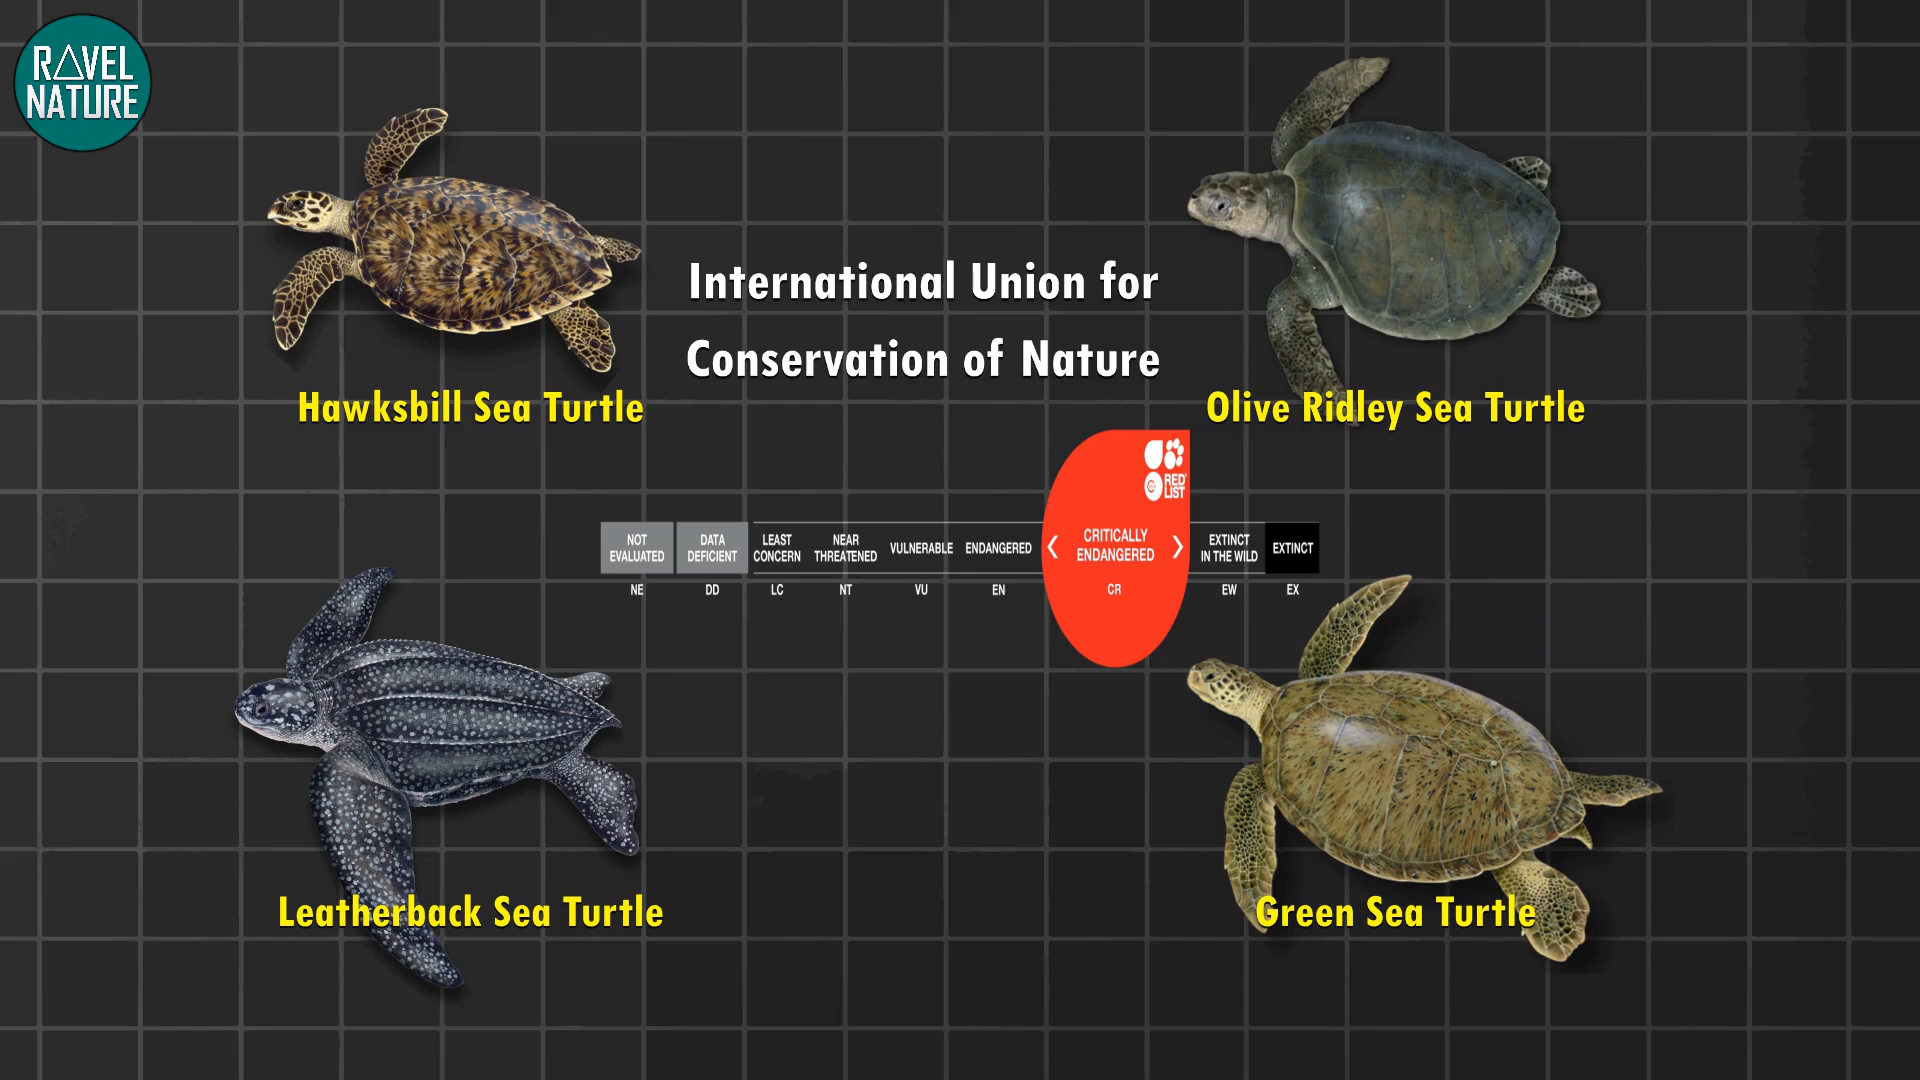 RAVEL
NATURE
International Union for
Conservation of Nature
Hawksbill Sea Turtle
Olive Ridley Sea Turtle
RED
LIST
NOT
EVALUATED
DATA
DEFICIENT
LEAST
CONCERN
NEAR
THREATENED
VULNERABLE
ENDANGERED
CRITICALLY
ENDANGERED
EXTINCT
IN THE WILD
EXTINCT
NE
DD
LC
NT
VU
EN
CR
EW
EX
Leatherback Sea Turtle
Green Sea Turtle